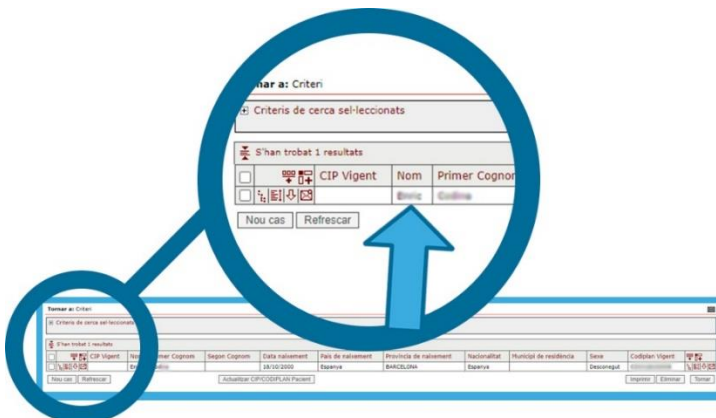 nar a: Criteri
Criteris de cerca sel·leccionats
S'han trobat 1 resultats
CIP Vigent Nom Primer Cognom
Nou cas Refrescar
Tornar a: Criteri
Criteris de cerca sel·leccionats
S'han trobat 1 resultats
CIP Vigent Cognom Segon Cognom Data naixement País de naixement Província de naixement Nacionalitat Municipi de residència Sexe Codiplan Vigent
18/10/2000 Espanya BARCELONA Espanya Desconegut
Nou cas Refrescar Actualitzar CIP/CODIPLAN Pacient Imprimir Eliminar Tornar